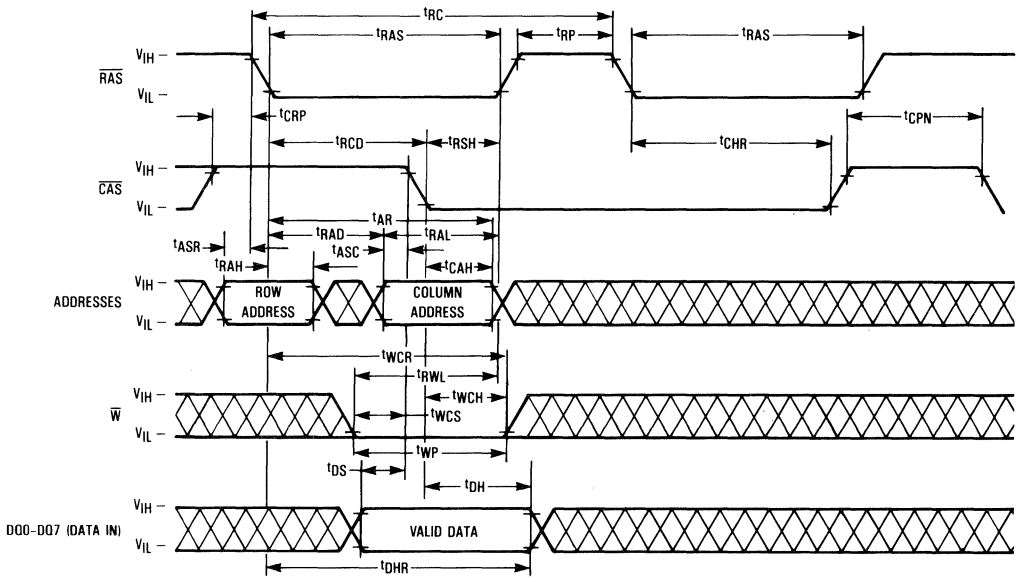 tRC
tRAS tRP tRAS
VIH
RAS
VIL
tCRP tCPN
tRCD tRSH tCHR
VIH
CAS
VIL
tAR
tRAD tRAL
tASR tASC
tRAH tCAH
VIH
ADDRESSES ROW ADDRESS COLUMN ADDRESS
VIL
tWCR
tRWL
tWCH
VIH
W
tWCS
VIL
tWP
tDS
tDH
VIH
DQ0-DQ7 (DATA IN) VALID DATA
VIL
tDHR